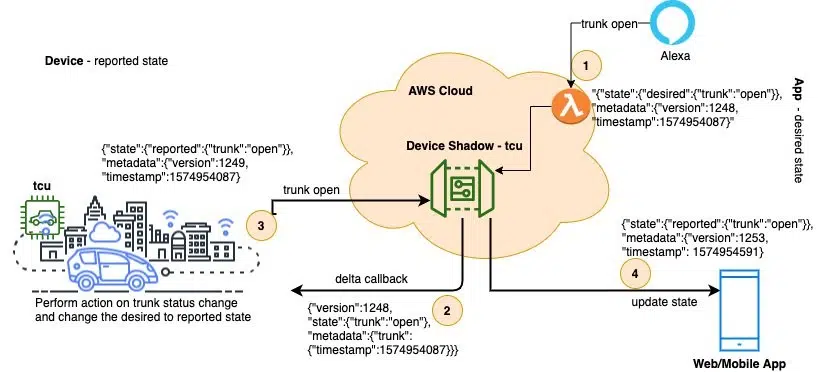 trunk open
Alexa
Device - reported state
1
AWS Cloud
"{"state":{"desired":{"trunk":"open"}},
"metadata":{"version":1248,
"timestamp":1574954087}"
App - desired state
Device Shadow - tcu
{"state":{"reported":{"trunk":"open"}},
"metadata":{"version":1249,
"timestamp":1574954087}
tcu
trunk open
3
{"state":{"reported":{"trunk":"open"}},
"metadata":{"version":1253,
"timestamp": 1574954591}
delta callback
4
Perform action on trunk status change
and change the desired to reported state
update state
{"version":1248,
"state":{"trunk":"open"},
"metadata":{"trunk":
{"timestamp":1574954087}}}
2
Web/Mobile App